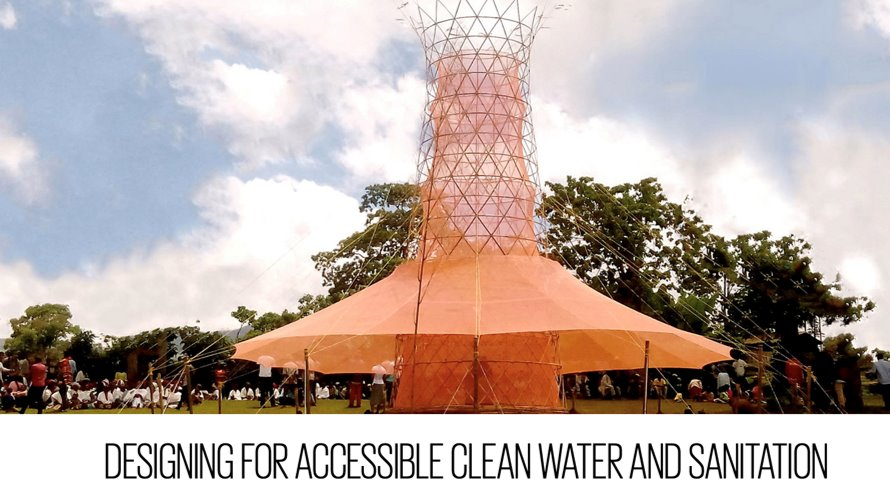 DESIGNING FOR ACCESSIBLE CLEAN WATER AND SANITATION